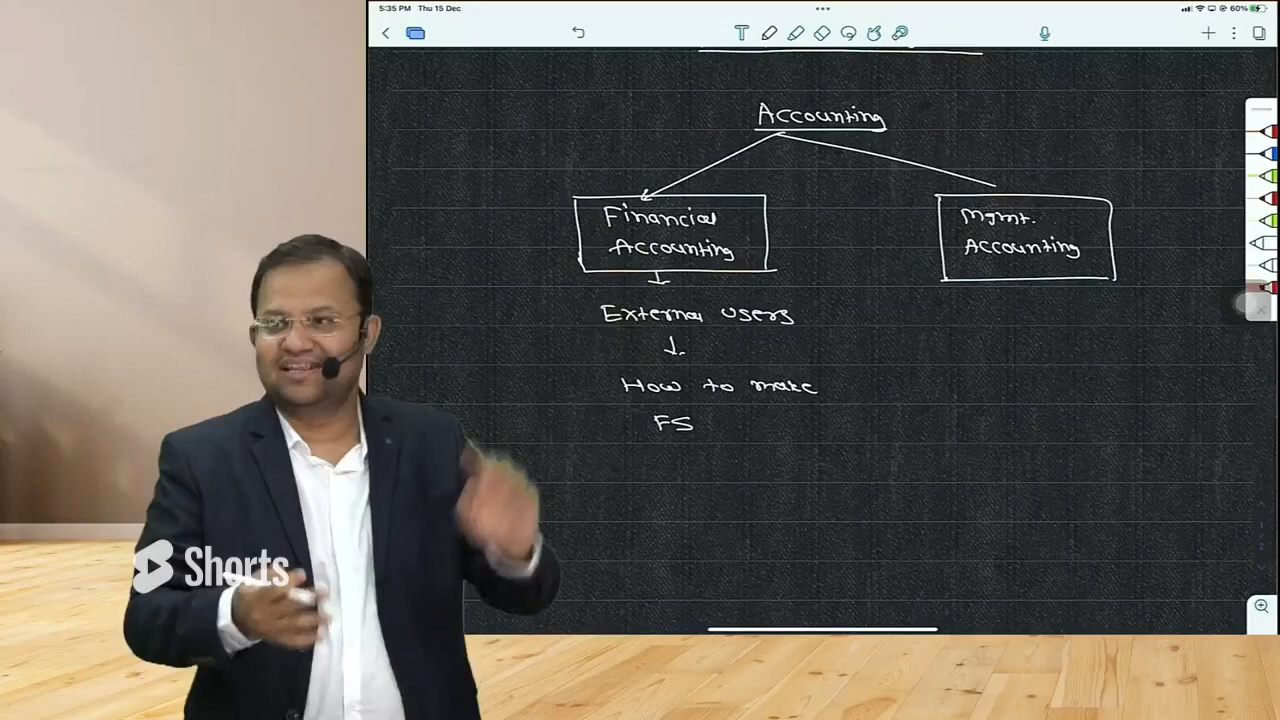 5:35 PM Thu 15 Dec
60%
T
Accounting
Financial
Accounting
Mgmt.
Accounting
External users
How to make
FS
Shorts